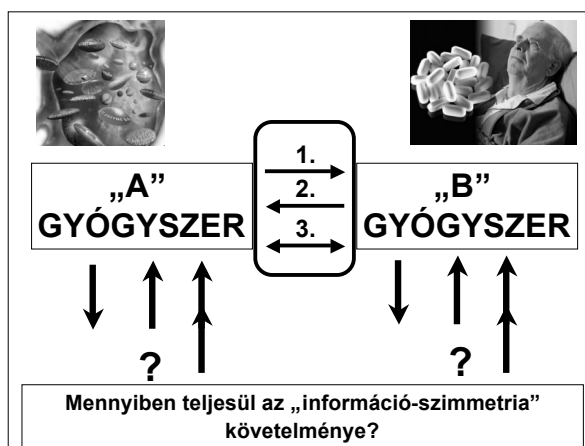 1.
„A”
GYÓGYSZER
2.
3.
„B”
GYÓGYSZER
?
?
Mennyiben teljesül az „információ-szimmetria”
követelménye?